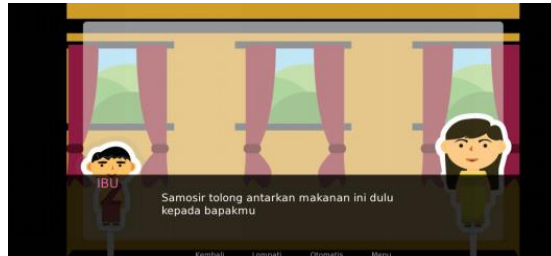 IBU
Samosir tolong antarkan makanan ini dulu
kepada bapakmu
Kembali Lompati Otomatis Menu